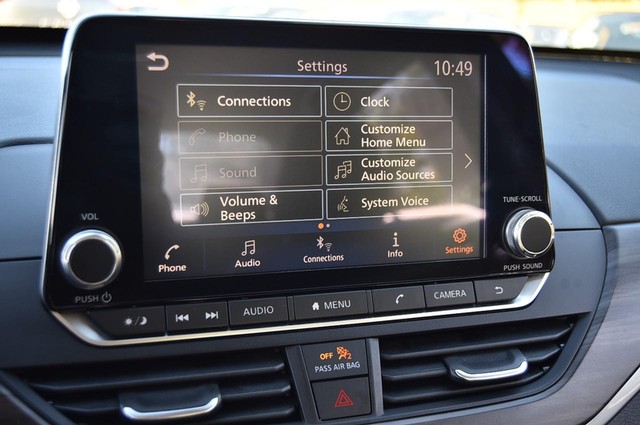 Settings
10:49
Connections
Clock
Phone
Customize
Home Menu
Sound
Customize
Audio Sources
Volume &
Beeps
System Voice
Phone
Audio
Connections
Info
Settings
VOL
PUSH
TUNE·SCROLL
PUSH SOUND
AUDIO
MENU
CAMERA
OFF
2
PASS AIR BAG